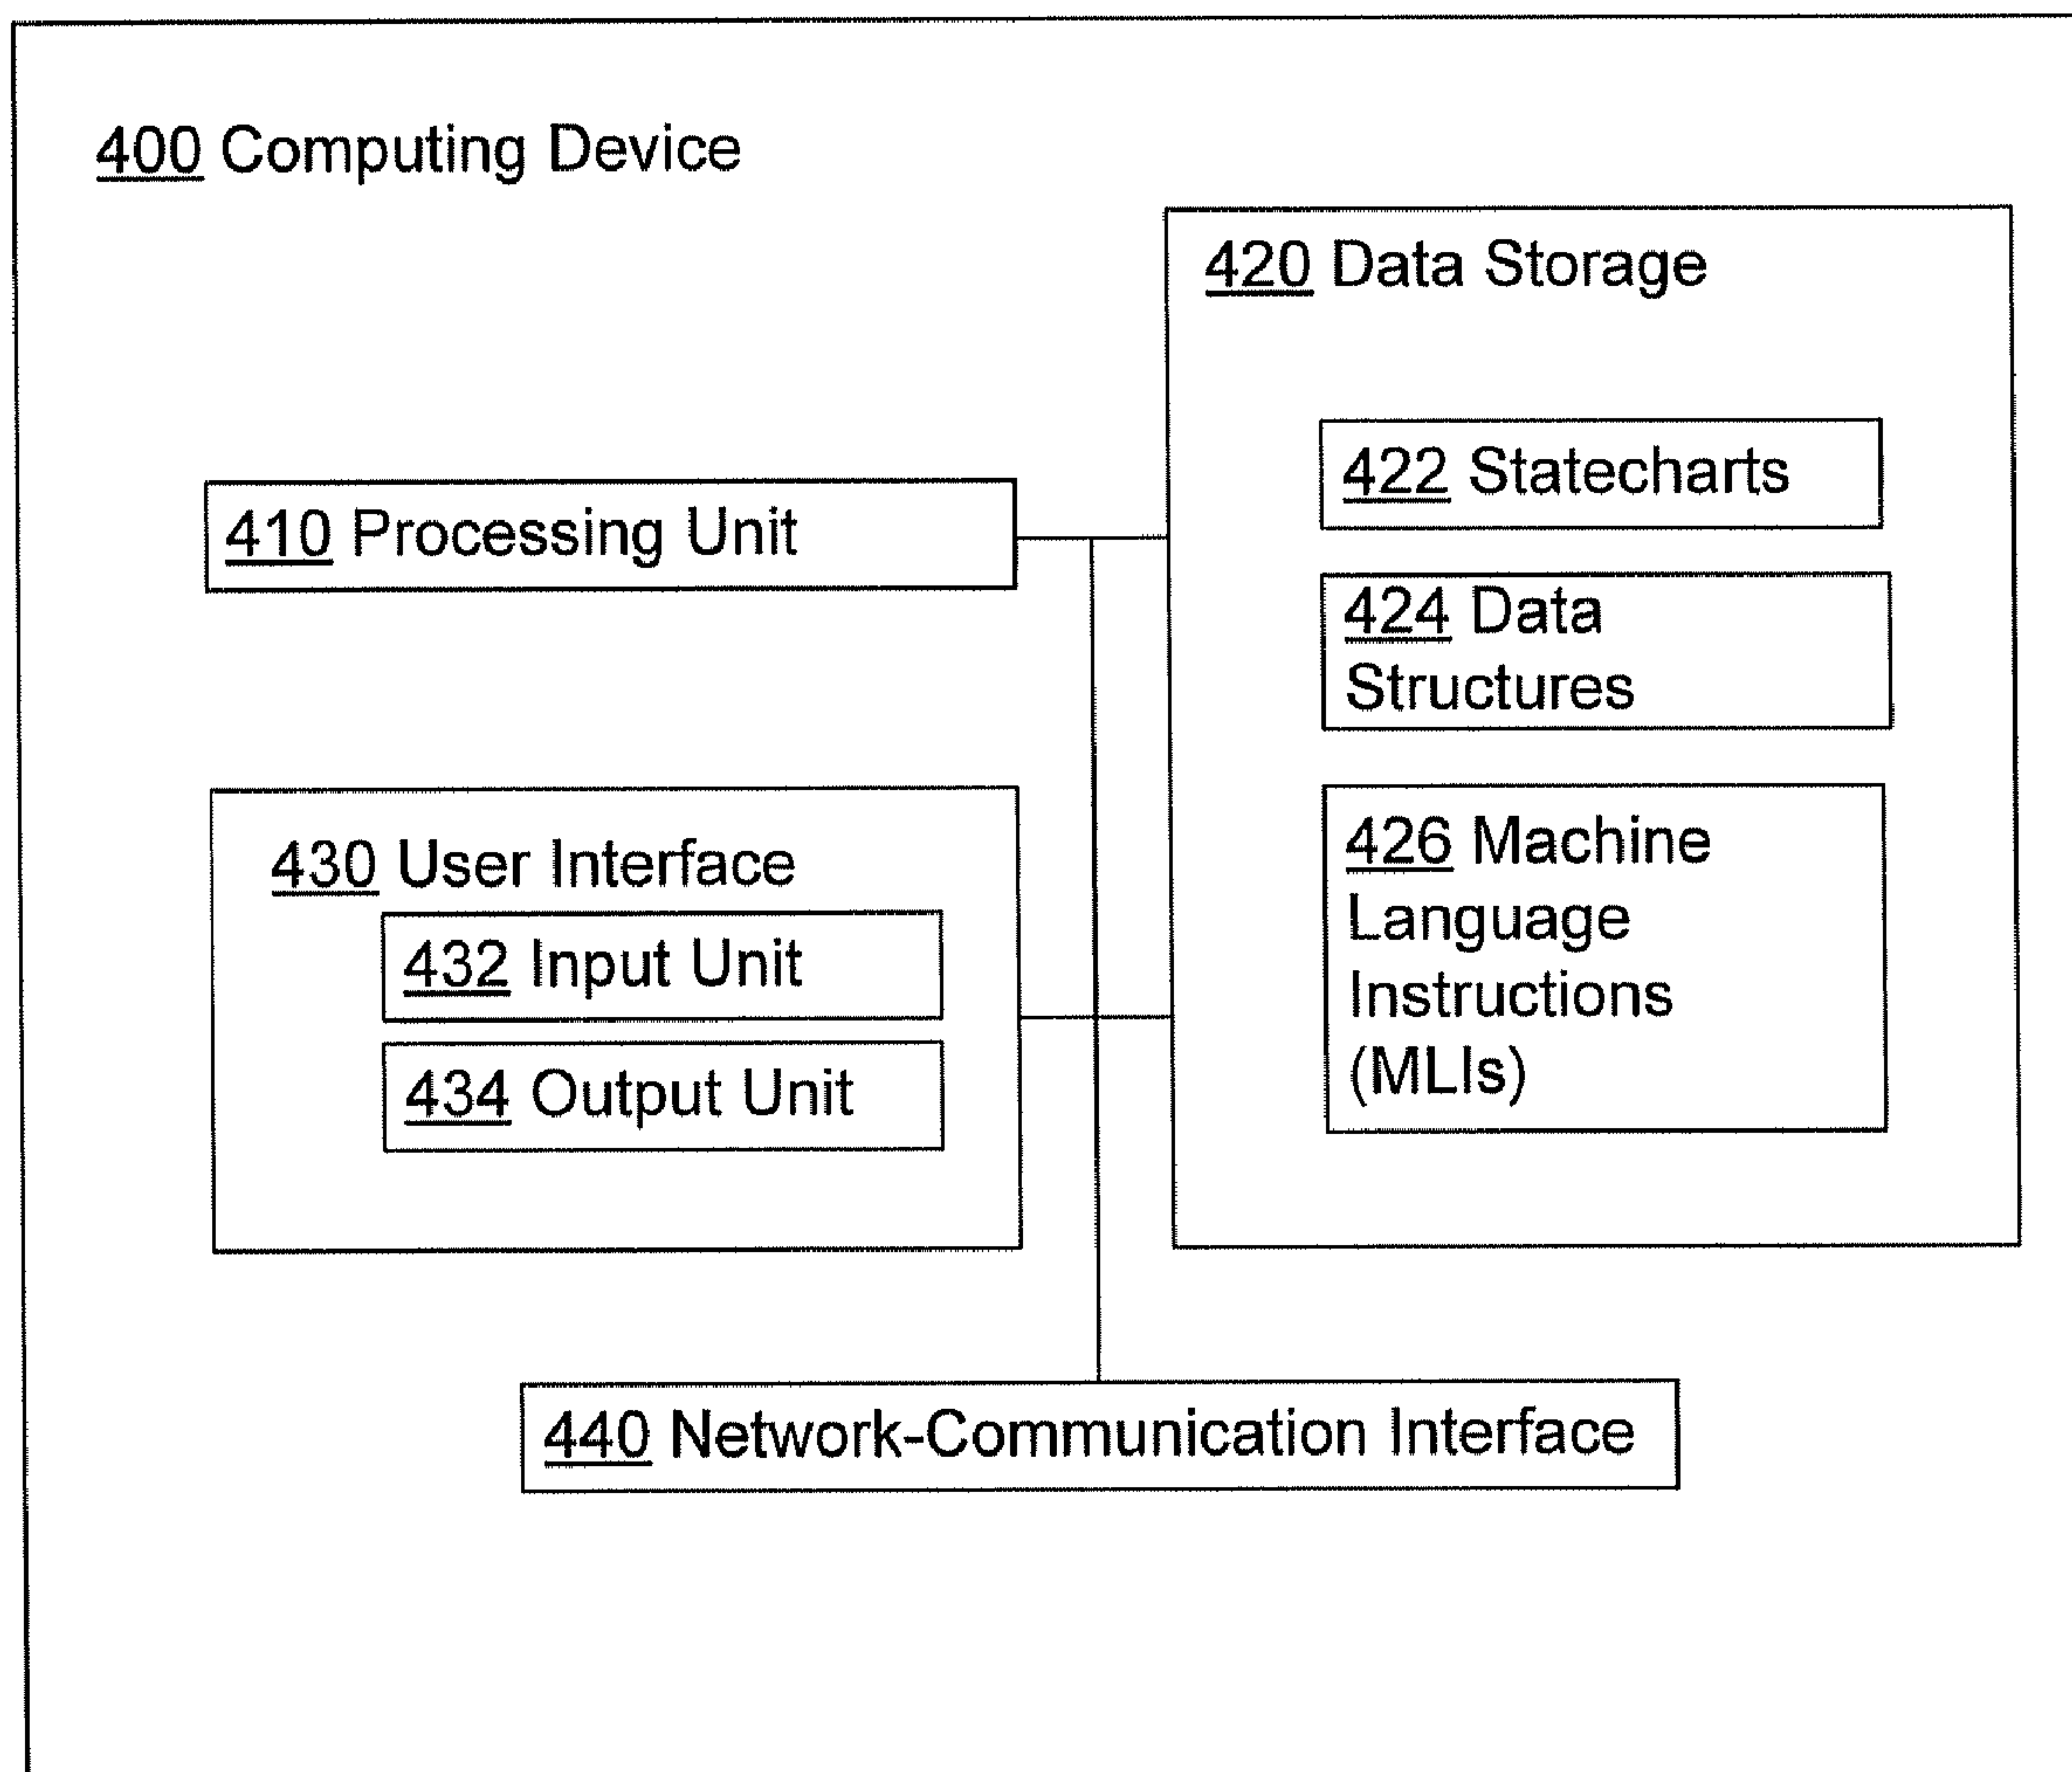 400 Computing Device
420 Data Storage
422 Statecharts
410 Processing Unit
424 Data
Structures
426 Machine
Language
Instructions
(MLIs)
430 User Interface
432 Input Unit
434 Output Unit
440 Network-Communication Interface